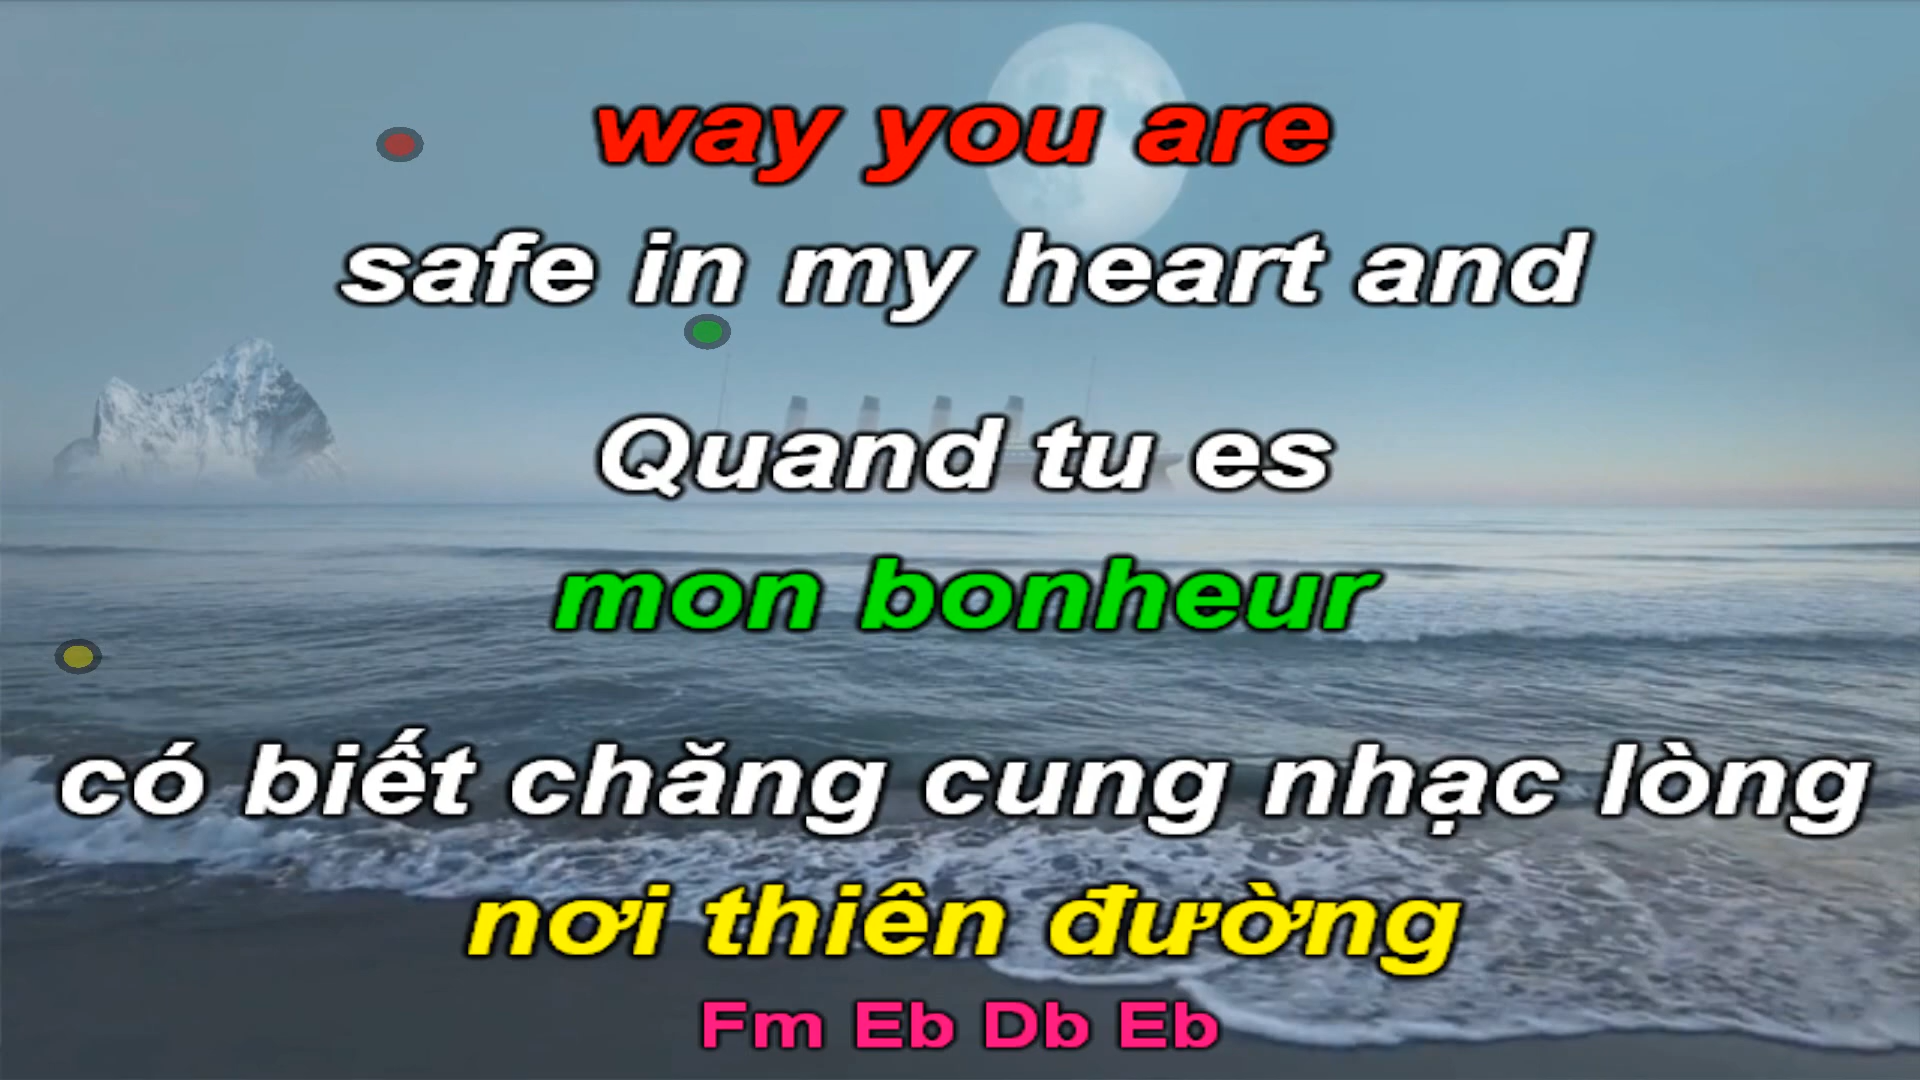 way you are
safe in my heart and
Quand tu es
mon bonheur
có biết chăng cung nhạc lòng
nơi thiên đường
Fm Eb Db Eb